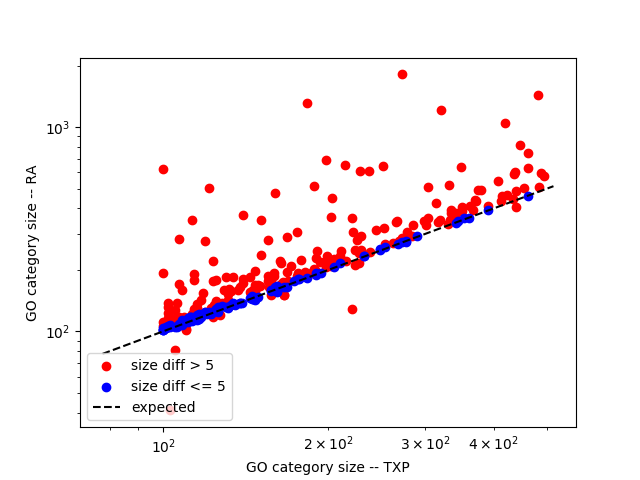 10³
10²
GO category size -- RA
size diff > 5
size diff <= 5
expected
10²
2 × 10²
3 × 10²
4 × 10²
GO category size -- TXP